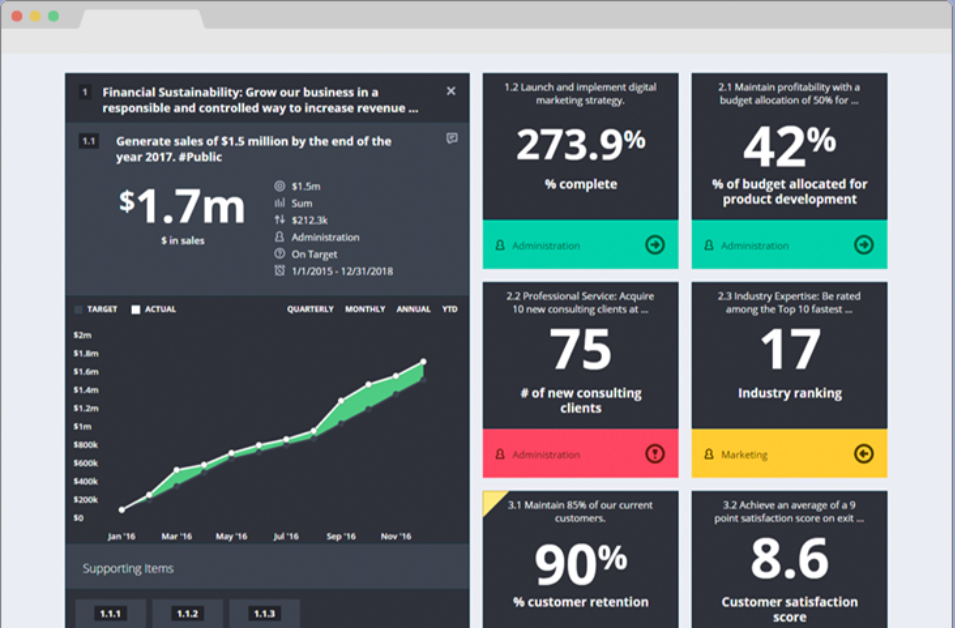 1
Financial Sustainability: Grow our business in a
responsible and controlled way to increase revenue ...
1.1
Generate sales of $1.5 million by the end of the
year 2017. #Public
$1.7m
$ in sales
$1.5m
Sum
$212.3k
Administration
On Target
1/1/2015 - 12/31/2018
TARGET ACTUAL QUARTERLY MONTHLY ANNUAL YTD
$2m
$1.8m
$1.6m
$1.4m
$1.2m
$1m
$800k
$600k
$400k
$200k
$0
Jan '16 Mar '16 May '16 Jul '16 Sep '16 Nov '16
Supporting Items
1.1.1 1.1.2 1.1.3
1.2 Launch and implement digital
marketing strategy.
273.9%
% complete
Administration
2.1 Maintain profitability with a
budget allocation of 50% for ...
42%
% of budget allocated for
product development
Administration
2.2 Professional Service: Acquire
10 new consulting clients at ...
75
# of new consulting
clients
Administration
2.3 Industry Expertise: Be rated
among the Top 10 fastest ...
17
Industry ranking
Marketing
3.1 Maintain 85% of our current
customers.
90%
% customer retention
3.2 Achieve an average of a 9
point satisfaction score on exit ...
8.6
Customer satisfaction
score